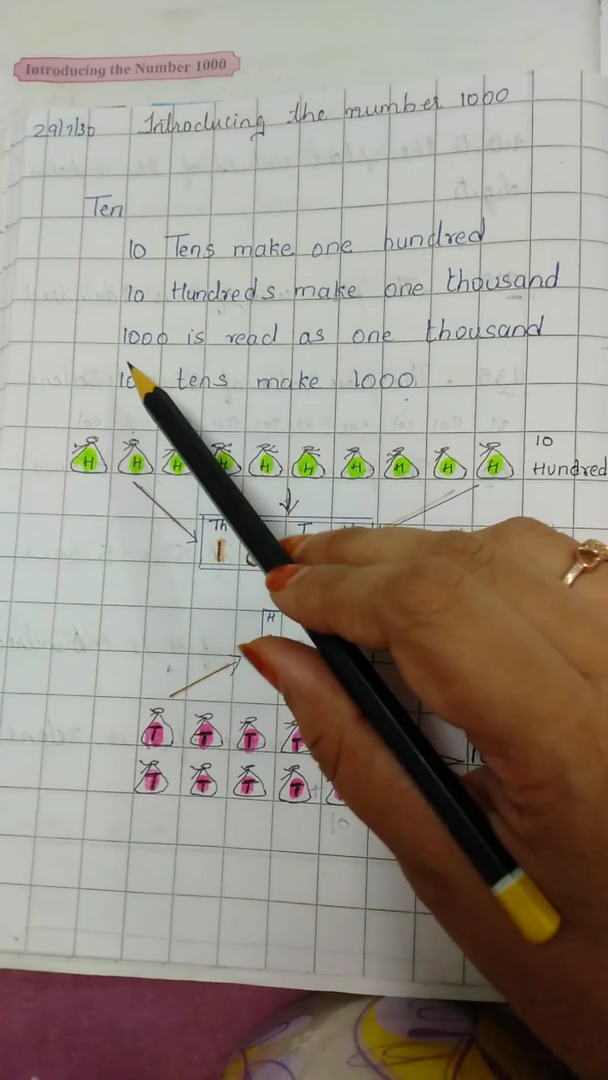 Introducing the Number 1000
29/7/30 Introducing the number 1000
Ten
10 Tens make one hundred
10 Hundreds make one thousand
1000 is read as one thousand
tens make 1000
H H H H H H H H H H 10 Hundred
Th T
1
H
T T T T
T T T T
10